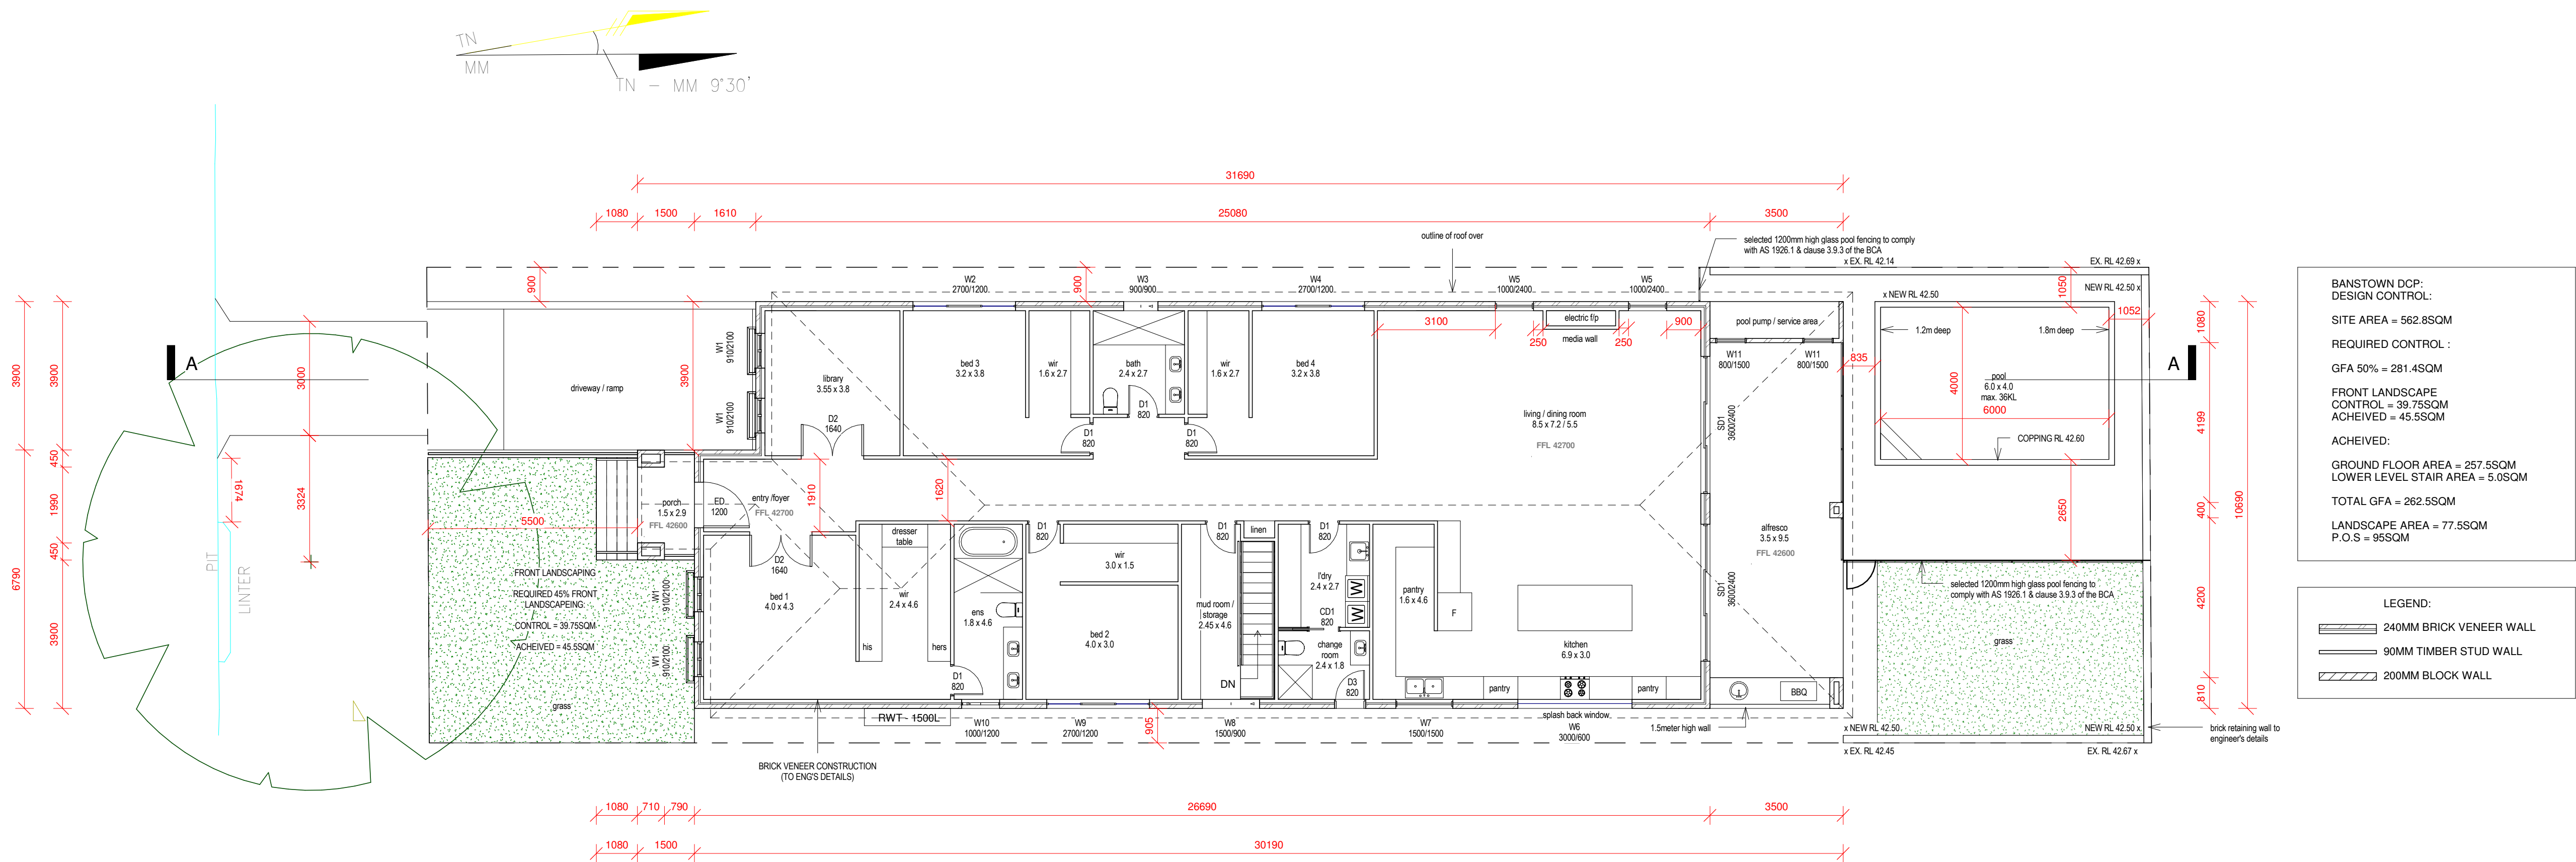 TN
MM
TN - MM 9°30'
31690
1080
1500
1610
25080
3500
outline of roof over
selected 1200mm high glass pool fencing to comply
with AS 1926.1 & clause 3.9.3 of the BCA
x EX. RL 42.14
EX. RL 42.69 x
900
W2
2700/1200
900
W3
900/900
W4
2700/1200
W5
1000/2400
W5
1000/2400
x NEW RL 42.50
1050
NEW RL 42.50 x
1052
3900
3900
A
3000
driveway / ramp
3900
W1
910/2100
W1
910/2100
library
3.55 x 3.8
D2
1640
bed 3
3.2 x 3.8
wir
1.6 x 2.7
bath
2.4 x 2.7
D1
820
D1
820
D1
820
wir
1.6 x 2.7
bed 4
3.2 x 3.8
3100
250
electric f/p
media wall
250
900
pool pump / service area
W11
800/1500
W11
800/1500
835
1.2m deep
1.8m deep
4000
pool
6.0 x 4.0
max. 36KL
6000
COPPING RL 42.60
A
1080
4199
10690
living / dining room
8.5 x 7.2 / 5.5
FFL 42700
SD1
3600/2400
450
1990
450
6790
3900
1674
3324
PIT
LINTER
5500
porch
1.5 x 2.9
FFL 42600
ED
1200
entry /foyer
FFL 42700
1910
1620
D2
1640
dresser
table
D1
820
wir
3.0 x 1.5
D1
820
linen
D1
820
l'dry
2.4 x 2.7
W
W
CD1
820
pantry
1.6 x 4.6
F
alfresco
3.5 x 9.5
FFL 42600
SD1
3600/2400
400
2650
4200
810
FRONT LANDSCAPING -
REQUIRED 45% FRONT
LANDSCAPEING:
CONTROL = 39.75SQM
ACHEIVED = 45.5SQM
grass
W1
910/2100
W1
910/2100
bed 1
4.0 x 4.3
wir
2.4 x 4.6
his
hers
ens
1.8 x 4.6
D1
820
bed 2
4.0 x 3.0
mud room /
storage
2.45 x 4.6
DN
change
room
2.4 x 1.8
D3
820
kitchen
6.9 x 3.0
pantry
pantry
BBQ
selected 1200mm high glass pool fencing to
comply with AS 1926.1 & clause 3.9.3 of the BCA
grass
RWT - 1500L
W10
1000/1200
W9
2700/1200
905
W8
1500/900
W7
1500/1500
splash back window
W6
3000/600
1.5meter high wall
x NEW RL 42.50
NEW RL 42.50 x
x EX. RL 42.45
EX. RL 42.67 x
brick retaining wall to
engineer's details
BRICK VENEER CONSTRUCTION
(TO ENG'S DETAILS)
1080
710
790
26690
3500
1080
1500
30190
BANSTOWN DCP:
DESIGN CONTROL:
SITE AREA = 562.8SQM
REQUIRED CONTROL :
GFA 50% = 281.4SQM
FRONT LANDSCAPE
CONTROL = 39.75SQM
ACHEIVED = 45.5SQM
ACHEIVED:
GROUND FLOOR AREA = 257.5SQM
LOWER LEVEL STAIR AREA = 5.0SQM
TOTAL GFA = 262.5SQM
LANDSCAPE AREA = 77.5SQM
P.O.S = 95SQM
LEGEND:
240MM BRICK VENEER WALL
90MM TIMBER STUD WALL
200MM BLOCK WALL